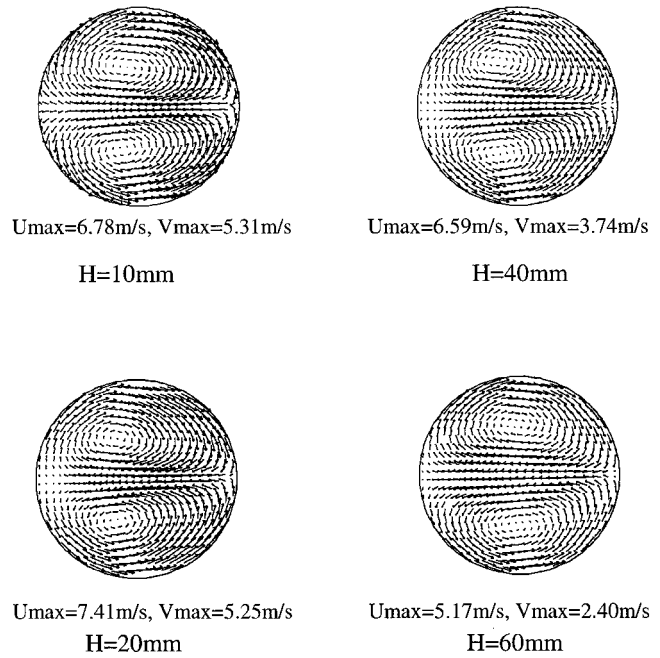 Umax=6.78m/s, Vmax=5.31m/s
H=10mm
Umax=6.59m/s, Vmax=3.74m/s
H=40mm
Umax=7.41m/s, Vmax=5.25m/s
H=20mm
Umax=5.17m/s, Vmax=2.40m/s
H=60mm